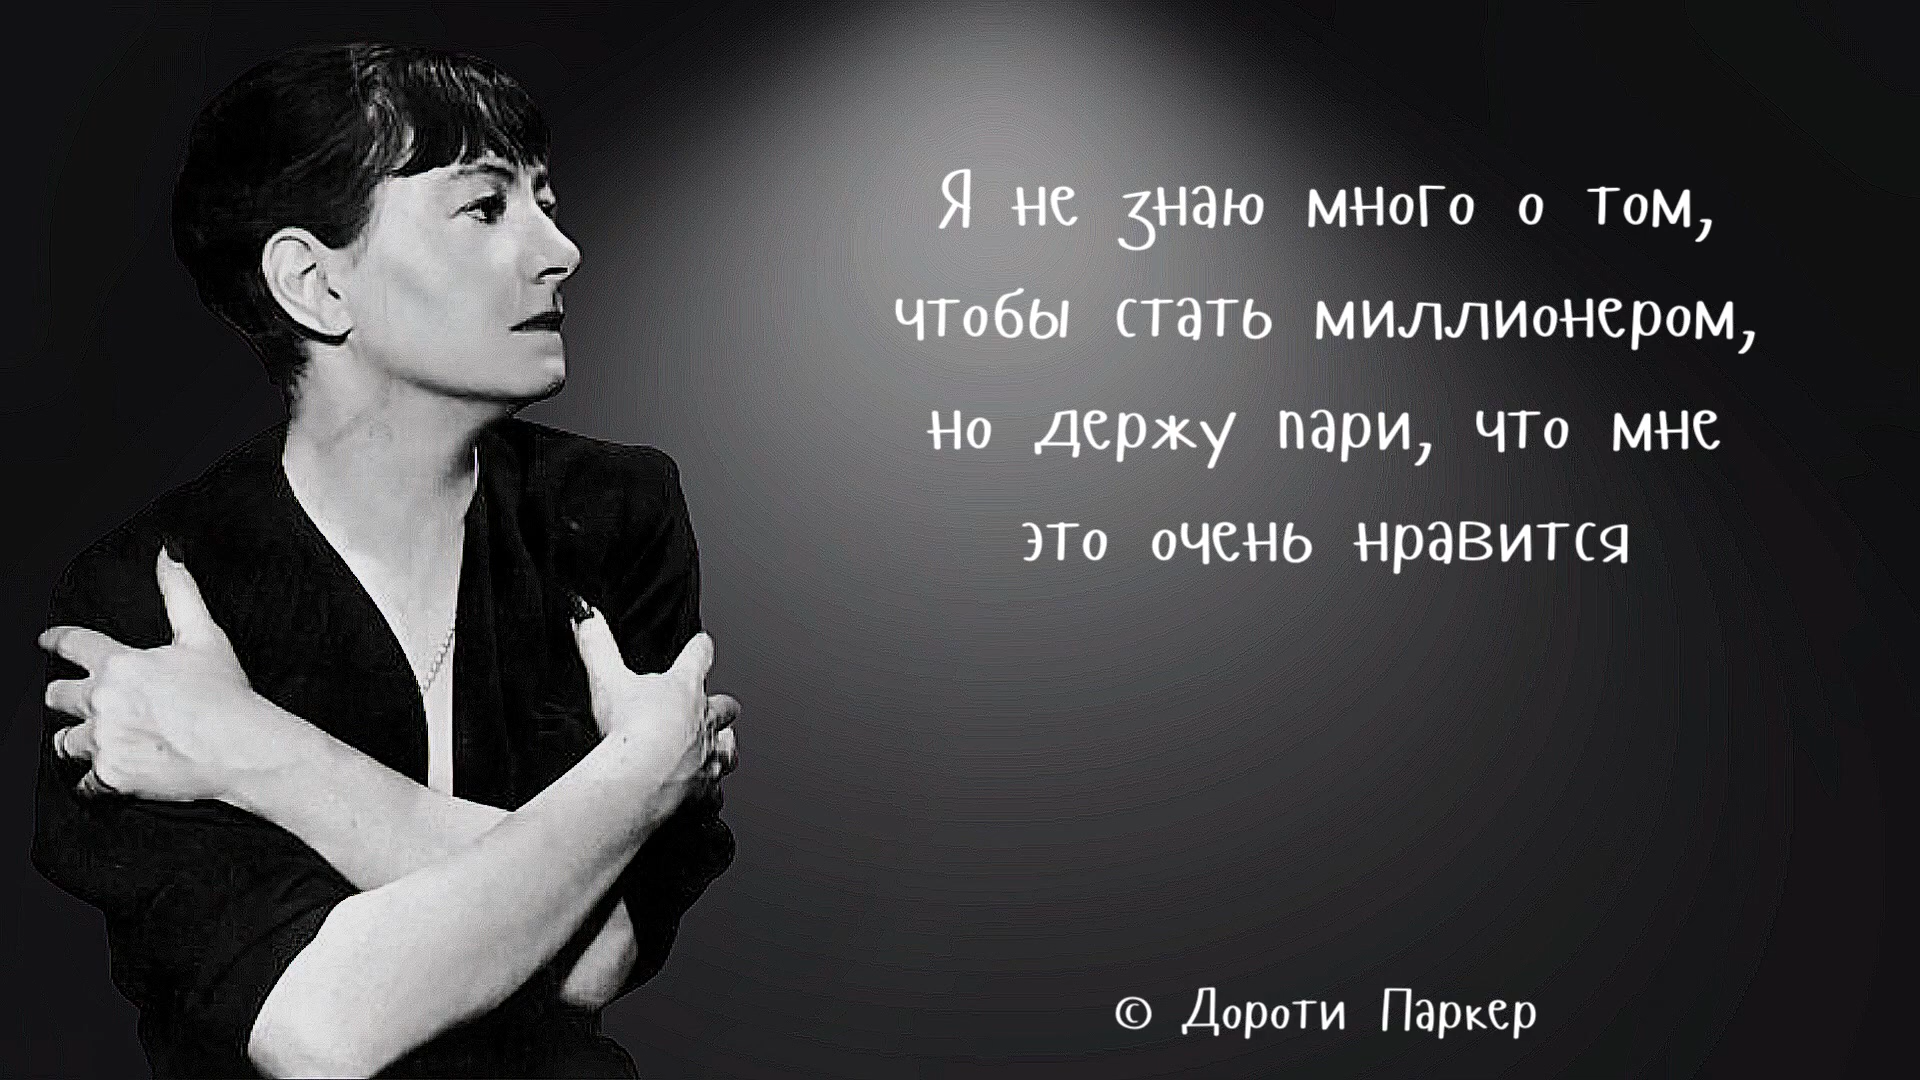 Я не знаю много о том,
чтобы стать миллионером,
но держу пари, что мне
это очень нравится
© Дороти Паркер